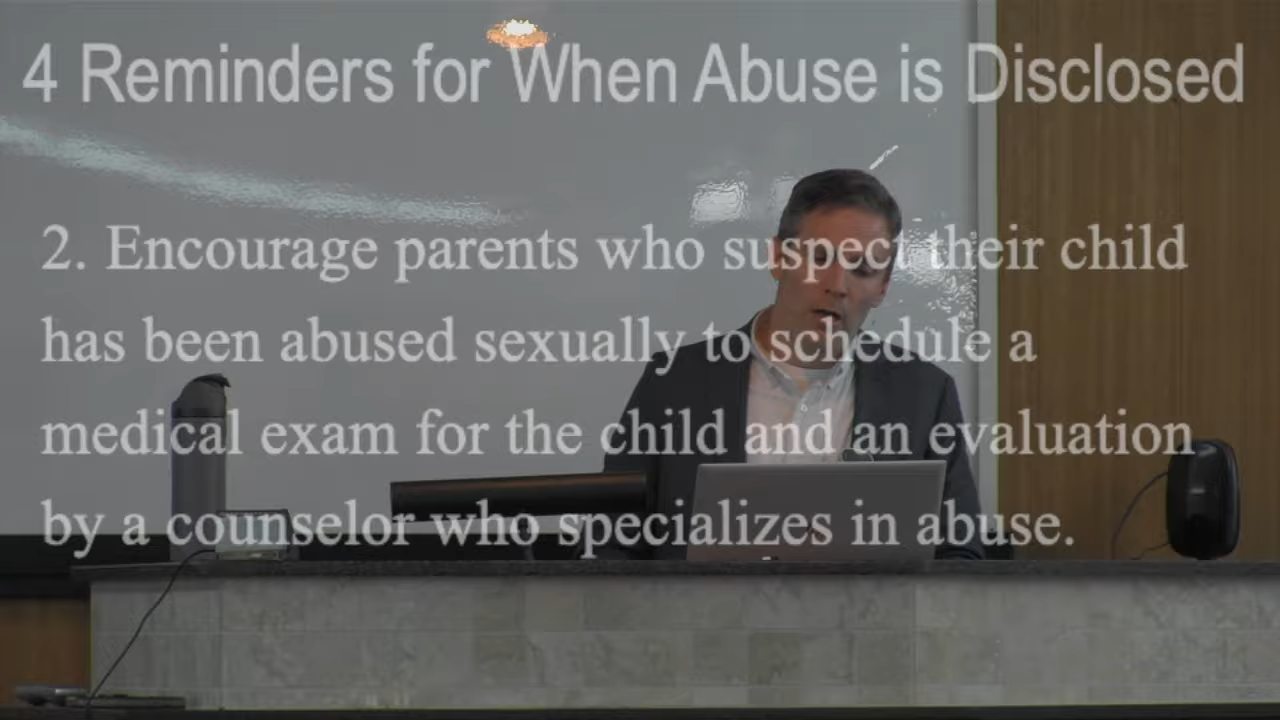 4 Reminders for When Abuse is Disclosed
2. Encourage parents who suspect their child
has been abused sexually to schedule a
medical exam for the child and an evaluation
by a counselor who specializes in abuse.